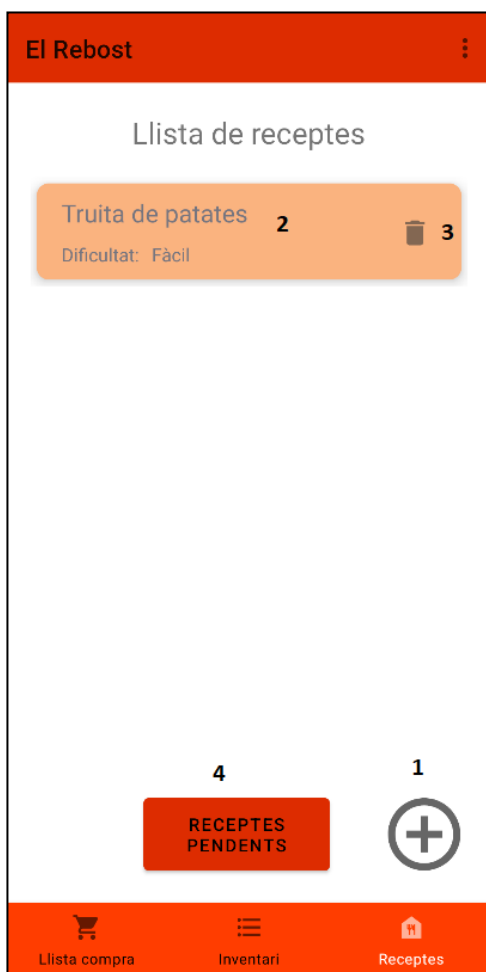 El Rebost
Llista de receptes
Truita de patates
2
3
Dificultat: Fàcil
4
1
RECEPTES
PENDENTS
Llista compra
Inventari
Receptes